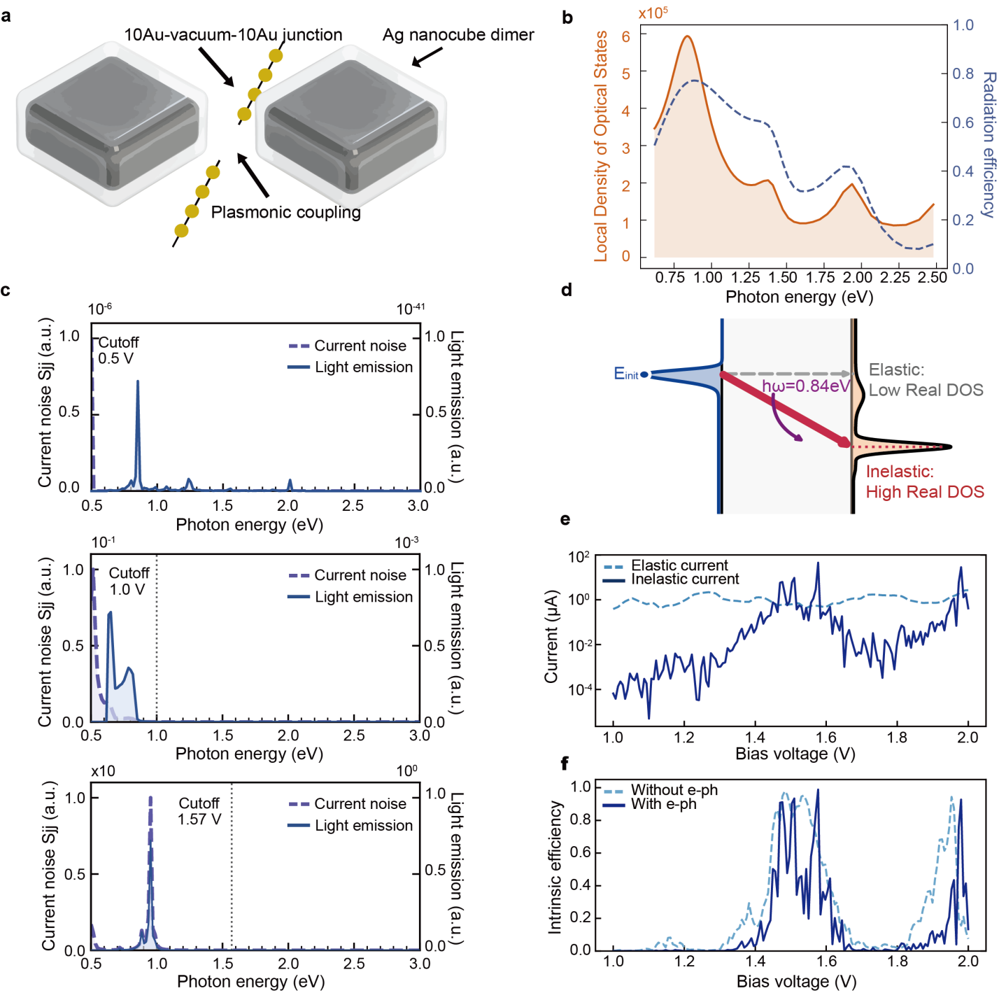 a
10Au-vacuum-10Au junction
Ag nanocube dimer
Plasmonic coupling
b
x10⁵
Local Density of Optical States
6
5
4
3
2
1
0
1.0
0.8
0.6
0.4
0.2
0.0
Radiation efficiency
0.75 1.00 1.25 1.50 1.75 2.00 2.25 2.50
Photon energy (eV)
c
10⁻⁶
10⁻⁴¹
Current noise Sjj (a.u.)
1.0
0.5
0.0
Cutoff
0.5 V
Current noise
Light emission
1.0
0.5
0.0
Light emission (a.u.)
0.5 1.0 1.5 2.0 2.5 3.0
Photon energy (eV)
10⁻¹
10⁻³
Current noise Sjj (a.u.)
1.0
0.5
0.0
Cutoff
1.0 V
Current noise
Light emission
1.0
0.5
0.0
Light emission (a.u.)
0.5 1.0 1.5 2.0 2.5 3.0
Photon energy (eV)
x10
10⁰
Current noise Sjj (a.u.)
1.0
0.5
0.0
Cutoff
1.57 V
Current noise
Light emission
1.0
0.5
0.0
Light emission (a.u.)
0.5 1.0 1.5 2.0 2.5 3.0
Photon energy (eV)
d
Einit
hω=0.84eV
Elastic:
Low Real DOS
Inelastic:
High Real DOS
e
Current (μA)
10²
10⁰
10⁻²
10⁻⁴
Elastic current
Inelastic current
1.0 1.2 1.4 1.6 1.8 2.0
Bias voltage (V)
f
Intrinsic efficiency
1.0
0.8
0.6
0.4
0.2
0.0
Without e-ph
With e-ph
1.0 1.2 1.4 1.6 1.8 2.0
Bias voltage (V)